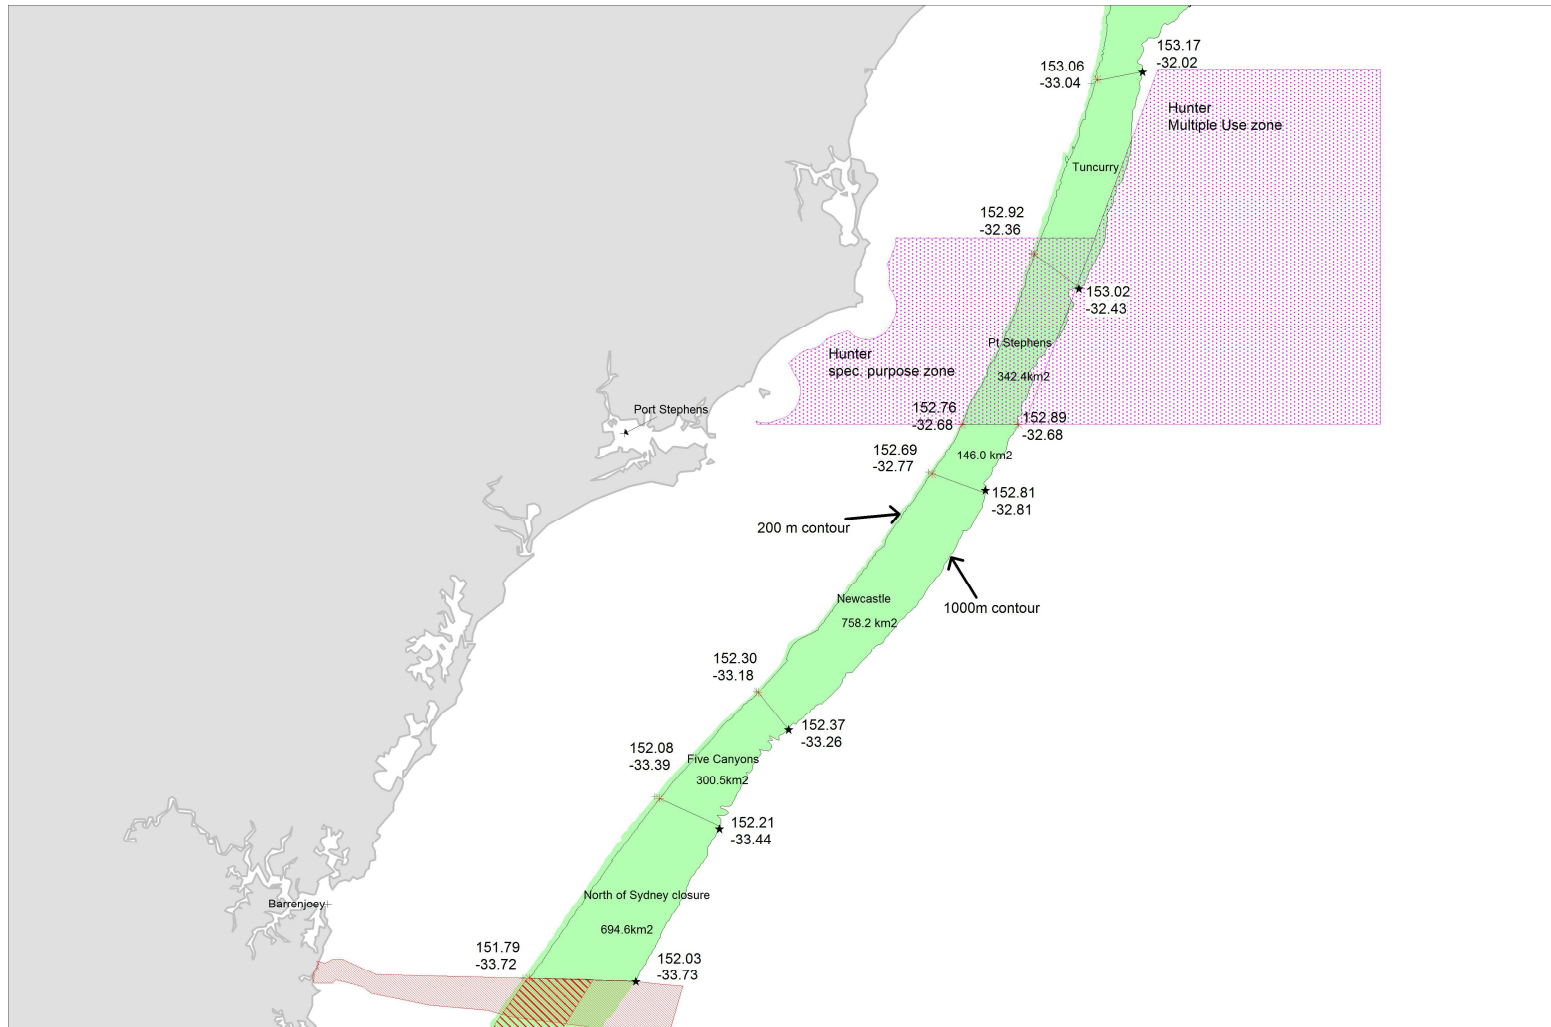 153.17
-32.02
153.06
-33.04
Hunter
Multiple Use zone
Tuncurry
152.92
-32.36
153.02
-32.43
Pt Stephens
342.4km2
Hunter
spec. purpose zone
Port Stephens
152.76
-32.68
152.89
-32.68
146.0 km2
152.69
-32.77
152.81
-32.81
200 m contour
1000m contour
Newcastle
758.2 km2
152.30
-33.18
152.37
-33.26
152.08
-33.39
Five Canyons
300.5km2
152.21
-33.44
North of Sydney closure
694.6km2
Barrenjoey
151.79
-33.72
152.03
-33.73